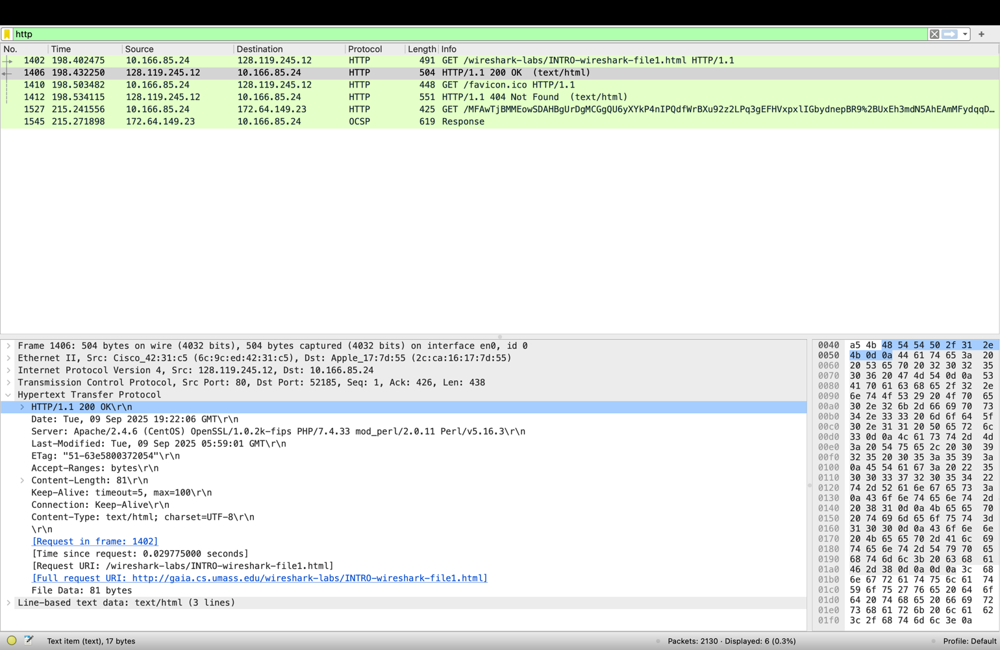 http
No. Time Source Destination Protocol Length Info
1402 198.402475 10.166.85.24 128.119.245.12 HTTP 491 GET /wireshark-labs/INTRO-wireshark-file1.html HTTP/1.1
1406 198.432250 128.119.245.12 10.166.85.24 HTTP 504 HTTP/1.1 200 OK (text/html)
1410 198.503482 10.166.85.24 128.119.245.12 HTTP 448 GET /favicon.ico HTTP/1.1
1412 198.534115 128.119.245.12 10.166.85.24 HTTP 551 HTTP/1.1 404 Not Found (text/html)
1527 215.241556 10.166.85.24 172.64.149.23 HTTP 425 GET /MFAwTjBMMEowSDAHBgUrDgMCGgQU6yXYkP4nIPQdfWrBXu92z2LPq3gEFHVxpxlIGbydnepBR9%2BUxEh3mdN5AhEAmMFydqqD…
1545 215.271898 172.64.149.23 10.166.85.24 OCSP 619 Response
Frame 1406: 504 bytes on wire (4032 bits), 504 bytes captured (4032 bits) on interface en0, id 0
Ethernet II, Src: Cisco_42:31:c5 (6c:9c:ed:42:31:c5), Dst: Apple_17:7d:55 (2c:ca:16:17:7d:55)
Internet Protocol Version 4, Src: 128.119.245.12, Dst: 10.166.85.24
Transmission Control Protocol, Src Port: 80, Dst Port: 52185, Seq: 1, Ack: 426, Len: 438
Hypertext Transfer Protocol
HTTP/1.1 200 OK\r\n
Date: Tue, 09 Sep 2025 19:22:06 GMT\r\n
Server: Apache/2.4.6 (CentOS) OpenSSL/1.0.2k-fips PHP/7.4.33 mod_perl/2.0.11 Perl/v5.16.3\r\n
Last-Modified: Tue, 09 Sep 2025 05:59:01 GMT\r\n
ETag: "51-63e5800372054"\r\n
Accept-Ranges: bytes\r\n
Content-Length: 81\r\n
Keep-Alive: timeout=5, max=100\r\n
Connection: Keep-Alive\r\n
Content-Type: text/html; charset=UTF-8\r\n
\r\n
[Request in frame: 1402]
[Time since request: 0.029775000 seconds]
[Request URI: /wireshark-labs/INTRO-wireshark-file1.html]
[Full request URI: http://gaia.cs.umass.edu/wireshark-labs/INTRO-wireshark-file1.html]
File Data: 81 bytes
Line-based text data: text/html (3 lines)
0040 a5 4b 48 54 54 50 2f 31 2e
0050 4b 0d 0a 44 61 74 65 3a 20
0060 20 53 65 70 20 32 30 32 35
0070 30 36 20 47 4d 54 0d 0a 53
0080 41 70 61 63 68 65 2f 32 2e
0090 6e 74 4f 53 29 20 4f 70 65
00a0 30 2e 32 6b 2d 66 69 70 73
00b0 34 2e 33 33 20 6d 6f 64 5f
00c0 30 2e 31 31 20 50 65 72 6c
00d0 33 0d 0a 4c 61 73 74 2d 4d
00e0 3a 20 54 75 65 2c 20 30 39
00f0 32 35 20 30 35 3a 35 39 3a
0100 0a 45 54 61 67 3a 20 22 35
0110 30 30 33 37 32 30 35 34 22
0120 74 2d 52 61 6e 67 65 73 3a
0130 0a 43 6f 6e 74 65 6e 74 2d
0140 20 38 31 0d 0a 4b 65 65 70
0150 20 74 69 6d 65 6f 75 74 3d
0160 31 30 30 0d 0a 43 6f 6e 6e
0170 20 4b 65 65 70 2d 41 6c 69
0180 74 65 6e 74 2d 54 79 70 65
0190 68 74 6d 6c 3b 20 63 68 61
01a0 46 2d 38 0d 0a 0d 0a 3c 68
01b0 6e 67 72 61 74 75 6c 61 74
01c0 59 6f 75 27 76 65 20 64 6f
01d0 64 20 74 68 65 20 66 69 72
01e0 73 68 61 72 6b 20 6c 61 62
01f0 3c 2f 68 74 6d 6c 3e 0a
Text item (text), 17 bytes
Packets: 2130 · Displayed: 6 (0.3%)
Profile: Default